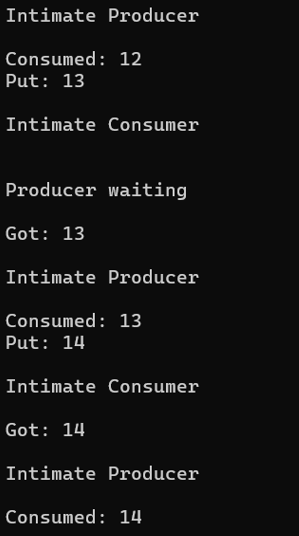 Intimate Producer
Consumed: 12
Put: 13
Intimate Consumer
Producer waiting
Got: 13
Intimate Producer
Consumed: 13
Put: 14
Intimate Consumer
Got: 14
Intimate Producer
Consumed: 14